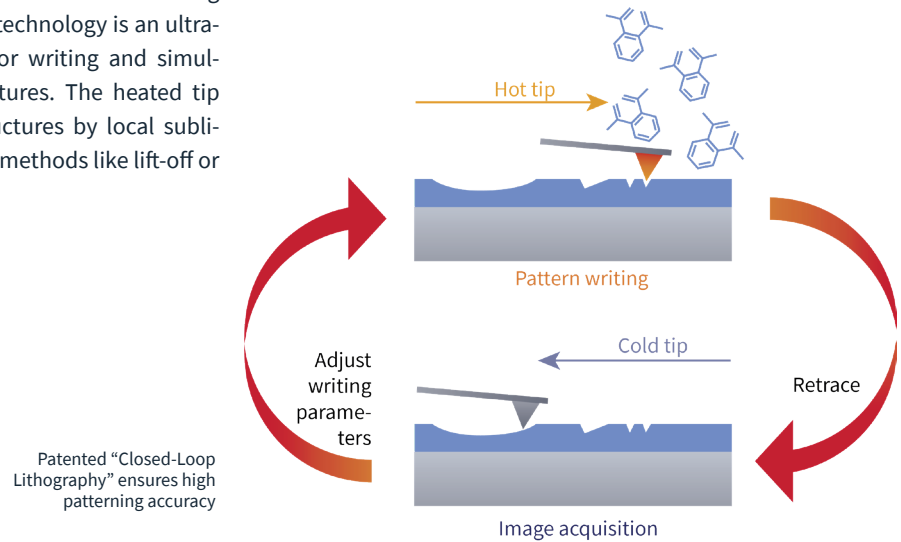 technology is an ultra-
or writing and simul-
tures. The heated tip
uctures by local subli-
methods like lift-off or
Hot tip
Pattern writing
Cold tip
Adjust
writing
parame-
ters
Retrace
Patented “Closed-Loop
Lithography” ensures high
patterning accuracy
Image acquisition